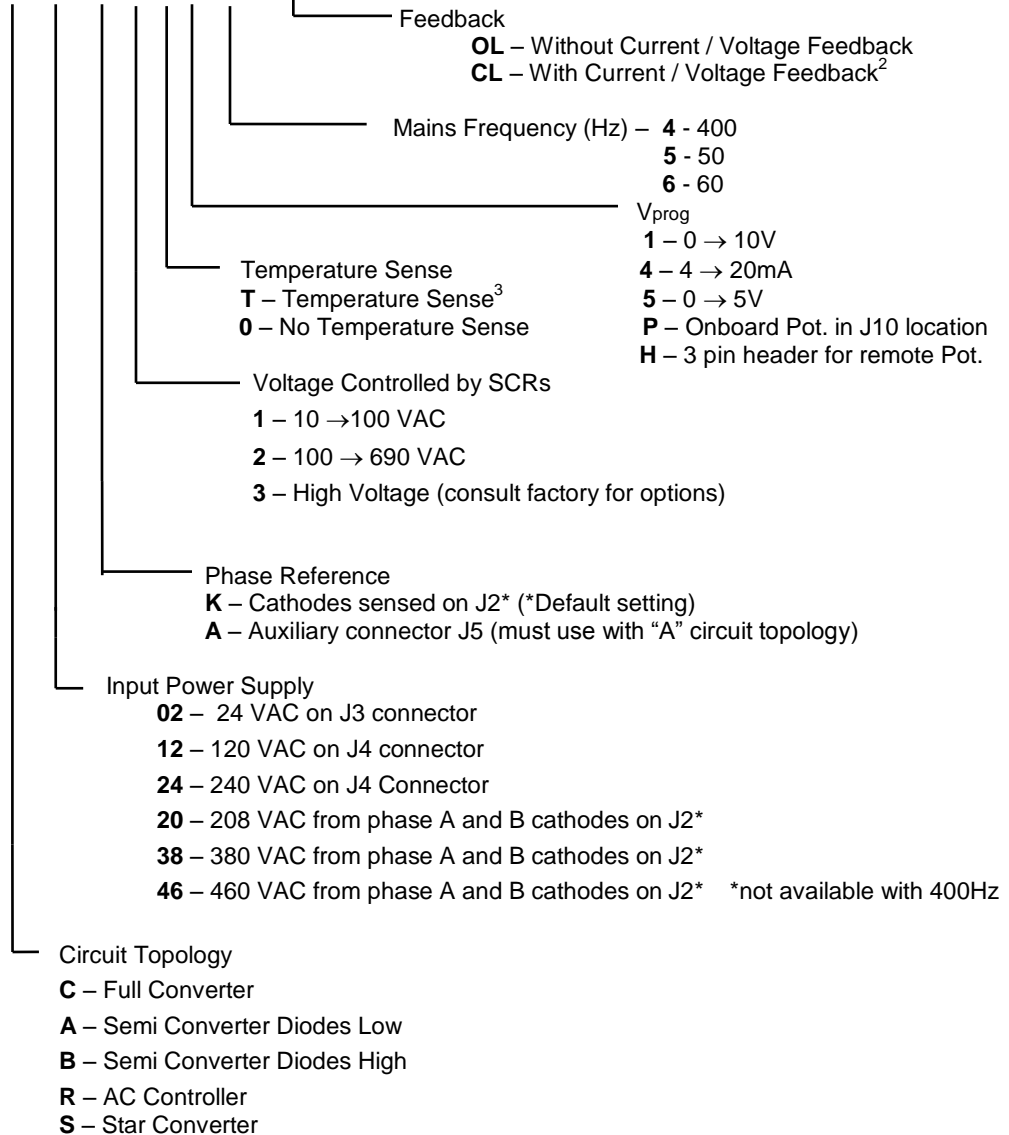 Feedback
OL – Without Current / Voltage Feedback
CL – With Current / Voltage Feedback2
Mains Frequency (Hz) – 4 - 400
5 - 50
6 - 60
Vprog
1 – 0 → 10V
4 – 4 → 20mA
5 – 0 → 5V
P – Onboard Pot. in J10 location
H – 3 pin header for remote Pot.
Temperature Sense
T – Temperature Sense3
0 – No Temperature Sense
Voltage Controlled by SCRs
1 – 10 →100 VAC
2 – 100 → 690 VAC
3 – High Voltage (consult factory for options)
Phase Reference
K – Cathodes sensed on J2* (*Default setting)
A – Auxiliary connector J5 (must use with “A” circuit topology)
Input Power Supply
02 – 24 VAC on J3 connector
12 – 120 VAC on J4 connector
24 – 240 VAC on J4 Connector
20 – 208 VAC from phase A and B cathodes on J2*
38 – 380 VAC from phase A and B cathodes on J2*
46 – 460 VAC from phase A and B cathodes on J2* *not available with 400Hz
Circuit Topology
C – Full Converter
A – Semi Converter Diodes Low
B – Semi Converter Diodes High
R – AC Controller
S – Star Converter